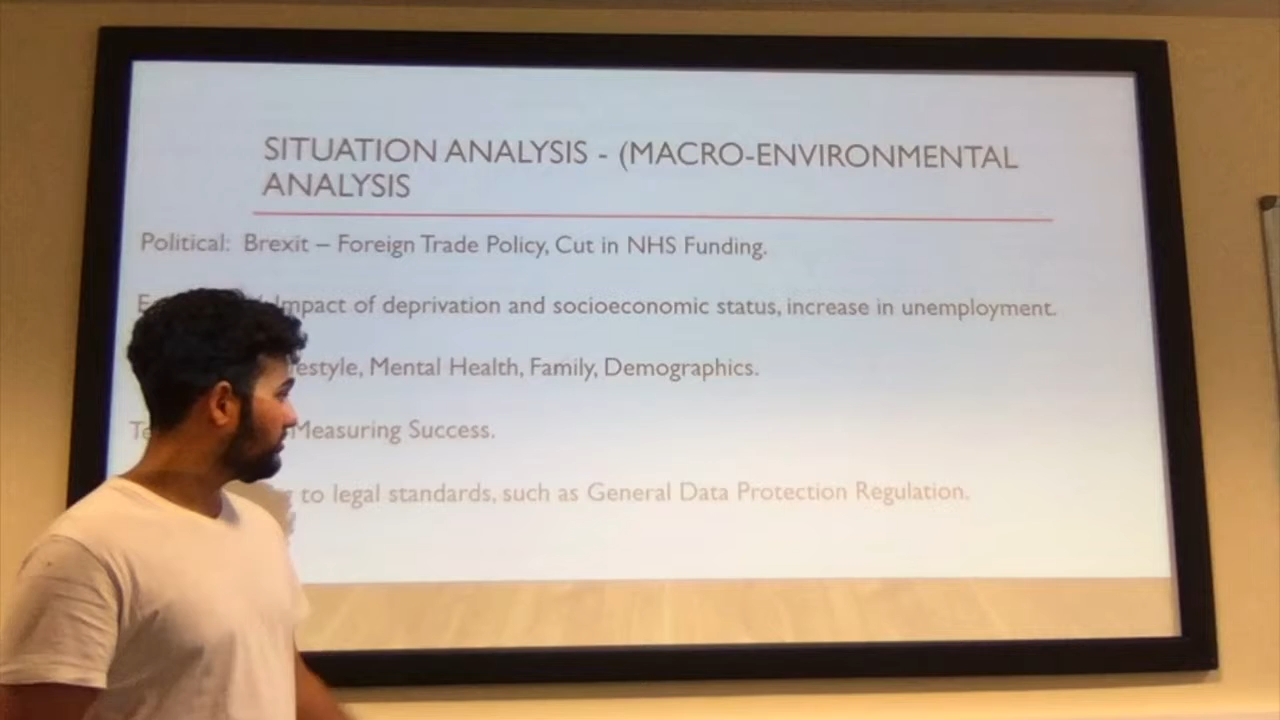 SITUATION ANALYSIS - (MACRO-ENVIRONMENTAL
ANALYSIS
Political: Brexit – Foreign Trade Policy, Cut in NHS Funding.
Impact of deprivation and socioeconomic status, increase in unemployment.
Mental Health, Family, Demographics.
Measuring Success.
to legal standards, such as General Data Protection Regulation.